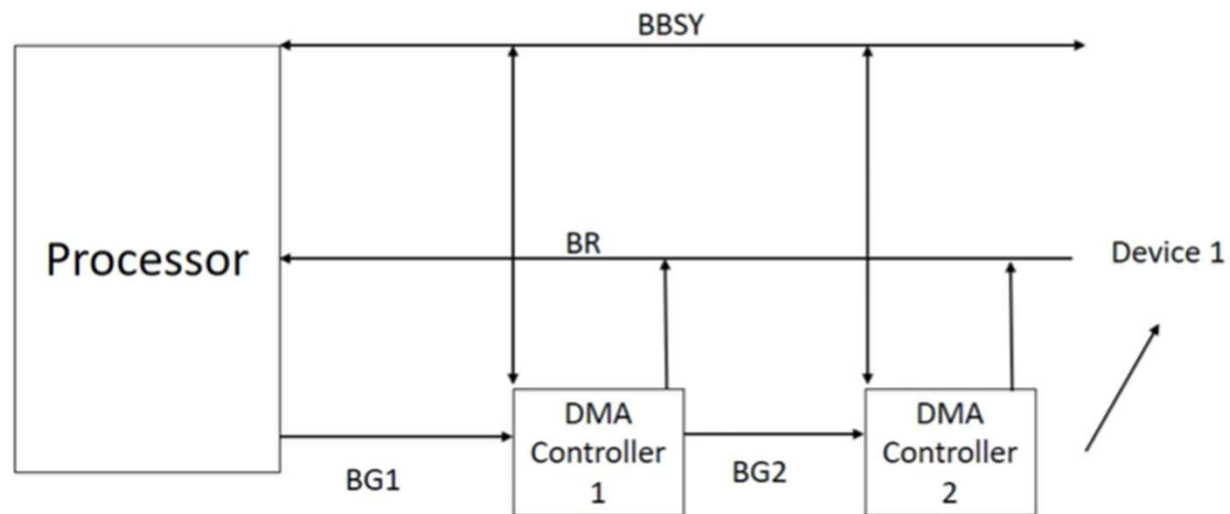 BBSY
Processor
BR
Device 1
DMA
Controller
1
DMA
Controller
2
BG1
BG2